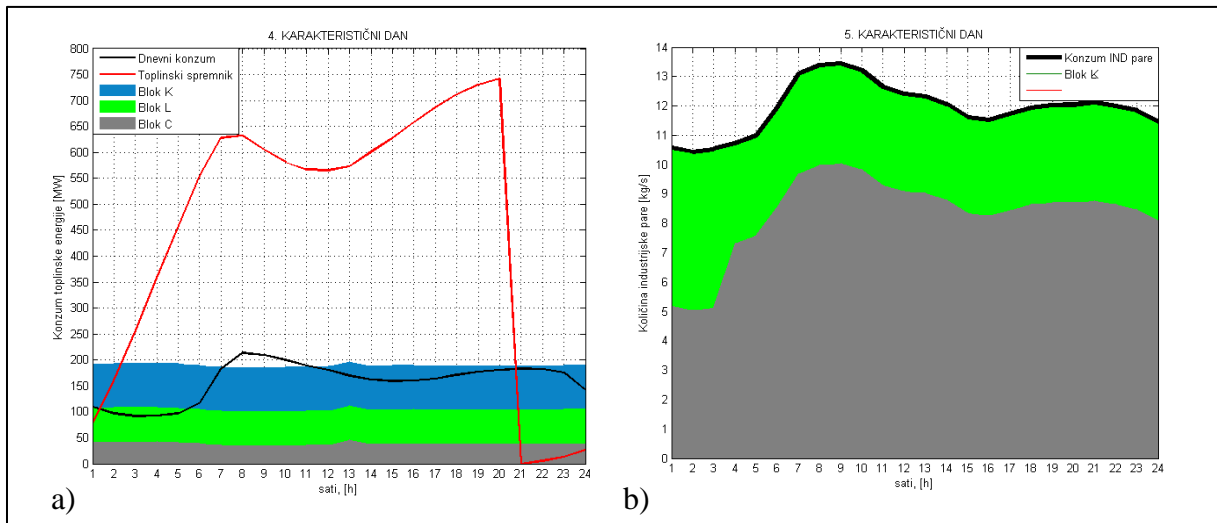 4. KARAKTERISTIČNI DAN
Konzum toplinske energije [MW]
800
750
700
650
600
550
500
450
400
350
300
250
200
150
100
50
0
Dnevni konzum
Toplinski spremnik
Blok K
Blok L
Blok C
1 2 3 4 5 6 7 8 9 10 11 12 13 14 15 16 17 18 19 20 21 22 23 24
sati, [h]
a)
5. KARAKTERISTIČNI DAN
Količina industrijske pare [kg/s]
14
13
12
11
10
9
8
7
6
5
4
3
2
1
0
Konzum IND pare
Blok K
1 2 3 4 5 6 7 8 9 10 11 12 13 14 15 16 17 18 19 20 21 22 23 24
sati, [h]
b)